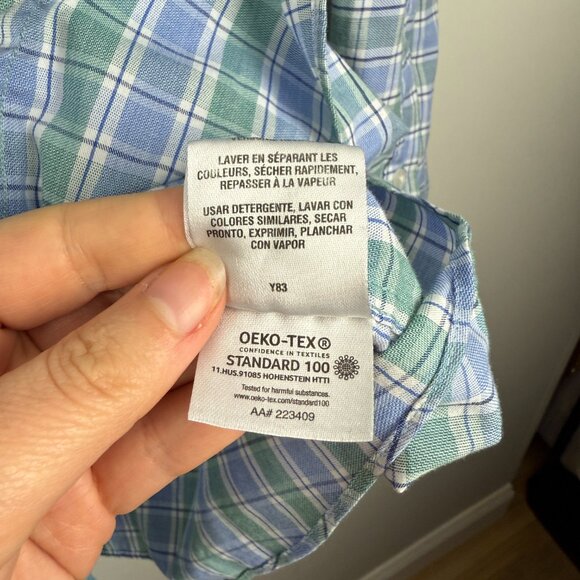 LAVER EN SÉPARANT LES
COULEURS, SÉCHER RAPIDEMENT,
REPASSER À LA VAPEUR
USAR DETERGENTE, LAVAR CON
COLORES SIMILARES, SECAR
PRONTO, EXPRIMIR, PLANCHAR
CON VAPOR
Y83
OEKO-TEX®
CONFIDENCE IN TEXTILES
STANDARD 100
11.HUS.91085 HOHENSTEIN HTTI
Tested for harmful substances.
www.oeko-tex.com/standard100
AA# 223409